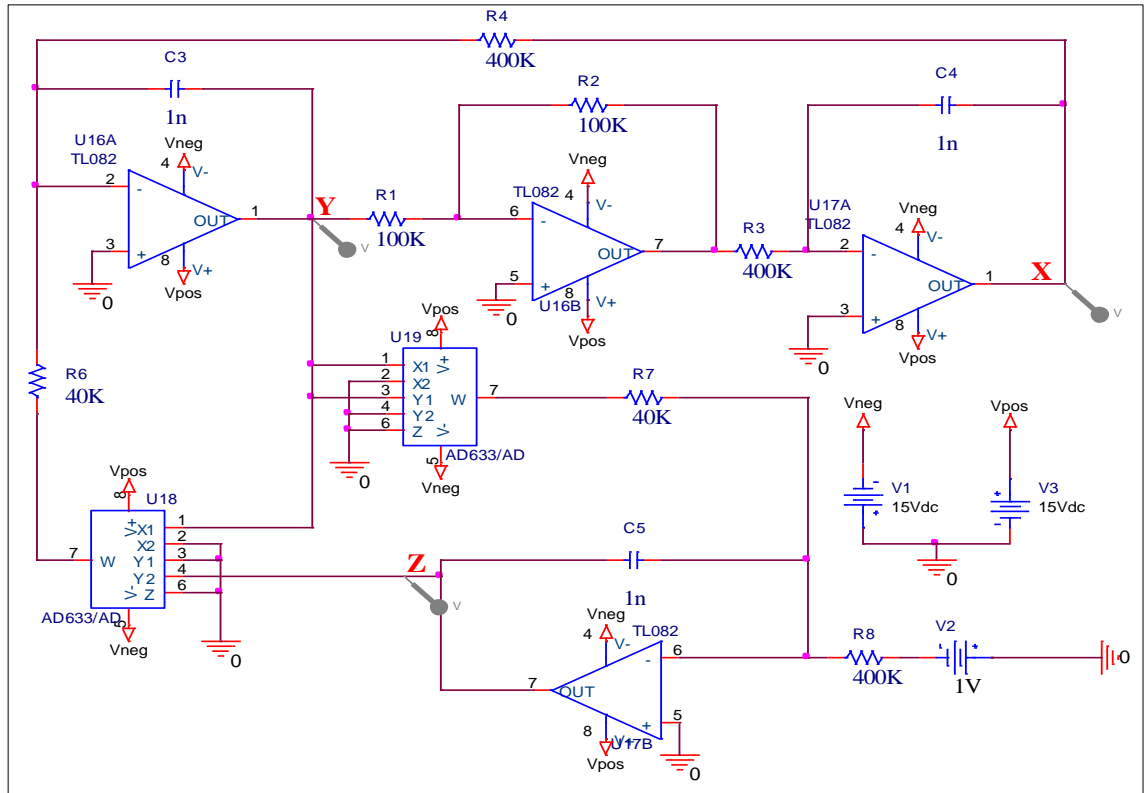 R4
400K
C3
1n
R2
100K
C4
1n
U16A
TL082
Vneg
4
V-
2
-
OUT
1
3
+
8
V+
Vpos
0
Y
V
R1
100K
Vneg
TL082
4
V-
6
-
OUT
7
5
+
8
V+
U16B
Vpos
0
R3
400K
U17A
TL082
Vneg
4
V-
2
-
OUT
1
3
+
8
V+
Vpos
0
X
V
R6
40K
Vpos
8
U19
1
X1
V+
2
X2
3
Y1
W
7
4
Y2
6
Z
V-
5
AD633/AD
Vneg
0
R7
40K
Vneg
Vpos
V1
15Vdc
V3
15Vdc
-
+
+
-
0
Vpos
8
U18
7
W
V+
X1
1
X2
2
Y1
3
Y2
4
Z
6
V-
AD633/AD
5
Vneg
0
Z
V
C5
1n
Vneg
TL082
4
V-
-
6
7
OUT
+
5
8
V+
U17B
Vpos
0
R8
400K
V2
-
+
1V
0